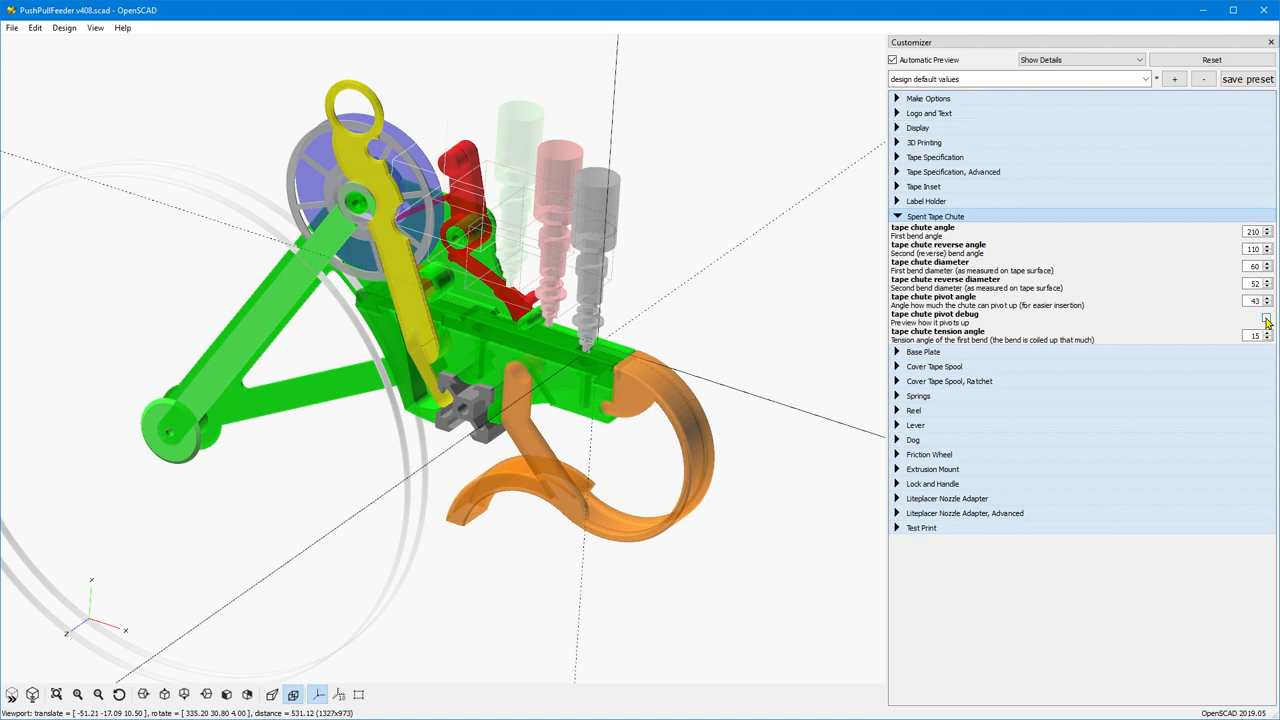 PushPullFeeder v408.scad - OpenSCAD
File Edit Design View Help
Customizer
Automatic Preview Show Details Reset
design default values * + - save preset
Make Options
Logo and Text
Display
3D Printing
Tape Specification
Tape Specification, Advanced
Tape Inset
Label Holder
Spent Tape Chute
tape chute angle
First bend angle 210
tape chute reverse angle
Second (reverse) bend angle 110
tape chute diameter
First bend diameter (as measured on tape surface) 60
tape chute reverse diameter
Second bend diameter (as measured on tape surface) 52
tape chute pivot angle
Angle how much the chute can pivot up (for easier insertion) 43
tape chute pivot debug
Preview how it pivots up
tape chute tension angle
Tension angle of the first bend (the bend is coiled up that much) 15
Base Plate
Cover Tape Spool
Cover Tape Spool, Ratchet
Springs
Reel
Lever
Dog
Friction Wheel
Extrusion Mount
Lock and Handle
Liteplacer Nozzle Adapter
Liteplacer Nozzle Adapter, Advanced
Test Print
Y
Z
X
Viewport: translate = [ -51.21 -17.09 10.50 ], rotate = [ 335.20 30.80 4.00 ], distance = 531.12 (1327x973)
OpenSCAD 2019.05